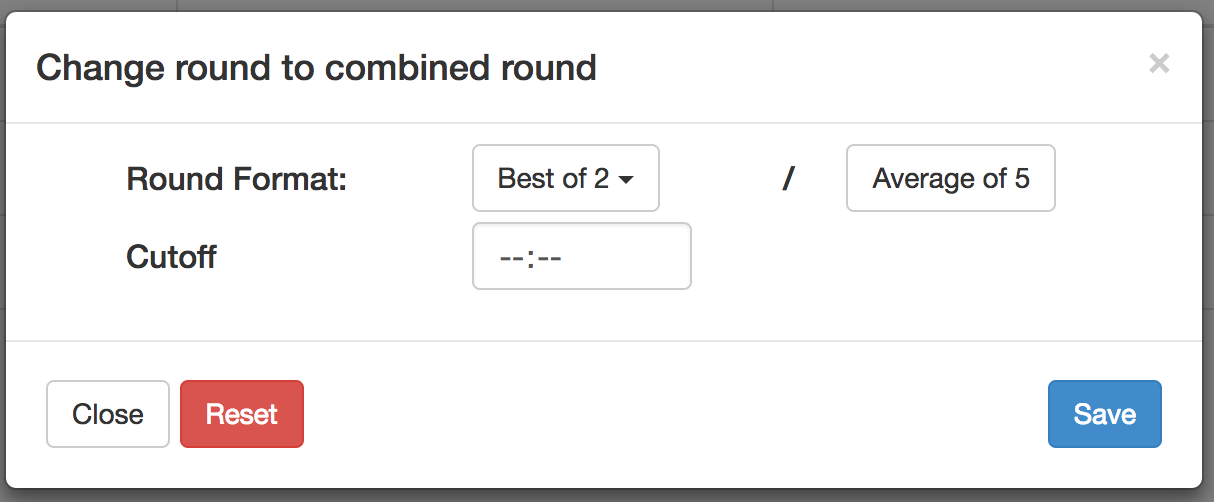 Change round to combined round ×
Round Format: Best of 2 / Average of 5
Cutoff --:--
Close Reset Save